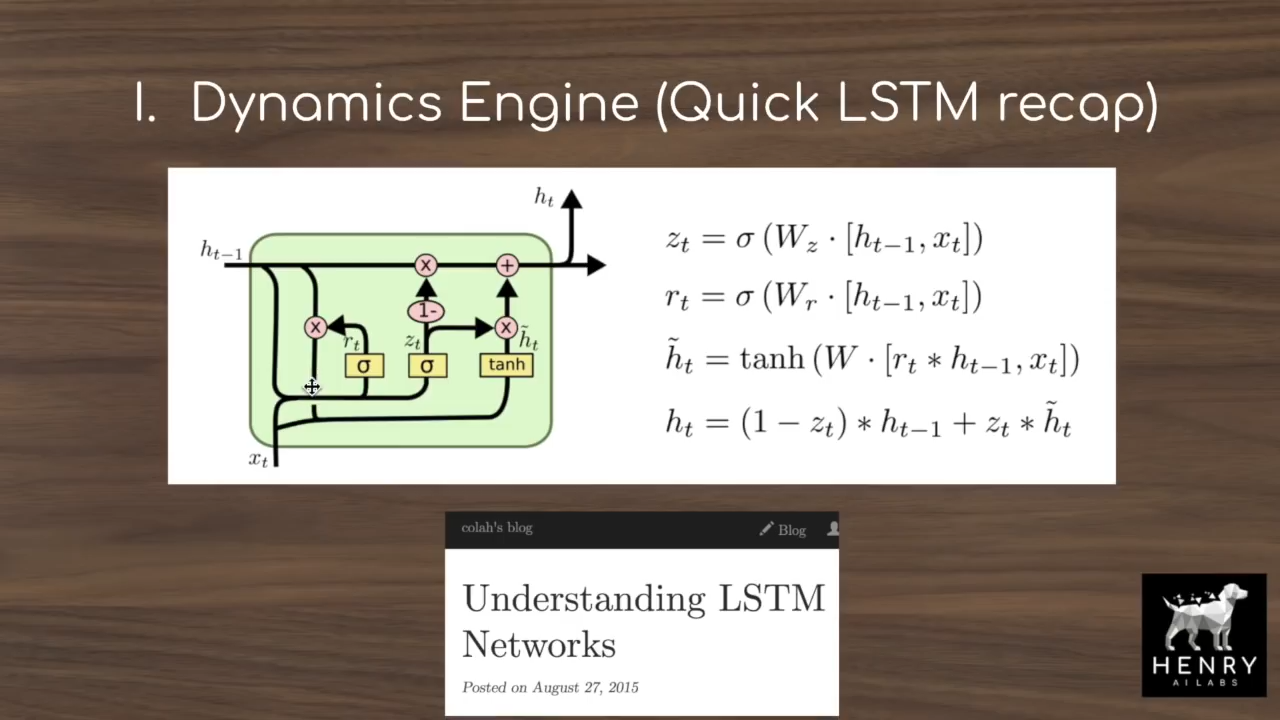 I. Dynamics Engine (Quick LSTM recap)
h_t
h_{t-1}
x
+
1-
x
r_t
z_t
x
h̃_t
σ
σ
tanh
x_t
z_t = σ (W_z · [h_{t-1}, x_t])
r_t = σ (W_r · [h_{t-1}, x_t])
h̃_t = tanh (W · [r_t * h_{t-1}, x_t])
h_t = (1 − z_t) * h_{t-1} + z_t * h̃_t
colah's blog
Blog
Understanding LSTM
Networks
Posted on August 27, 2015
HENRY
AI LABS